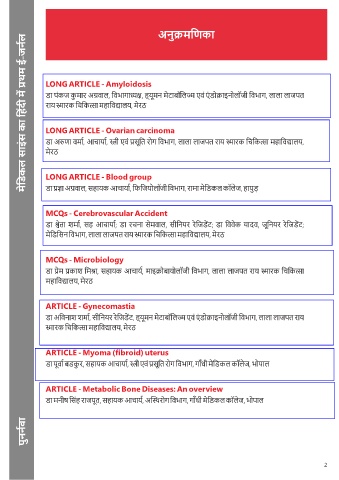 अनुक्रमणिका
LONG ARTICLE - Amyloidosis
डा पंकज कुमार अग्रवाल, विभागाध्यक्ष, ह्यूमन मेटाबॉलिज्म एवं एंडोक्राइनोलॉजी विभाग, लाला लाजपत
राय स्मारक चिकित्सा महाविद्यालय, मेरठ
LONG ARTICLE - Ovarian carcinoma
डा अरुणा वर्मा, आचार्या, स्त्री एवं प्रसूति रोग विभाग, लाला लाजपत राय स्मारक चिकित्सा महाविद्यालय,
मेरठ
LONG ARTICLE - Blood group
डा प्रज्ञा अग्रवाल, सहायक आचार्या, फिजियोलॉजी विभाग, रामा मेडिकल कॉलेज, हापुड़
MCQs - Cerebrovascular Accident
डा श्वेता शर्मा, सह आचार्या; डा रचना सेमवाल, सीनियर रेजिडेंट; डा विवेक यादव, जूनियर रेजिडेंट;
मेडिसिन विभाग, लाला लाजपत राय स्मारक चिकित्सा महाविद्यालय, मेरठ
MCQs - Microbiology
डा प्रेम प्रकाश मिश्रा, सहायक आचार्य, माइक्रोबायोलॉजी विभाग, लाला लाजपत राय स्मारक चिकित्सा
महाविद्यालय, मेरठ
ARTICLE - Gynecomastia
डा अविनाश शर्मा, सीनियर रेजिडेंट, ह्यूमन मेटाबॉलिज्म एवं एंडोक्राइनोलॉजी विभाग, लाला लाजपत राय
स्मारक चिकित्सा महाविद्यालय, मेरठ
ARTICLE - Myoma (fibroid) uterus
डा पूर्वा बडकुर, सहायक आचार्या, स्त्री एवं प्रसूति रोग विभाग, गाँधी मेडिकल कॉलेज, भोपाल
ARTICLE - Metabolic Bone Diseases: An overview
डा मनीष सिंह राजपूत, सहायक आचार्य, अस्थिरोग विभाग, गाँधी मेडिकल कॉलेज, भोपाल
मेडिकल साइंस का हिंदी में प्रथम ई-जर्नल
पुनर्नवा
2